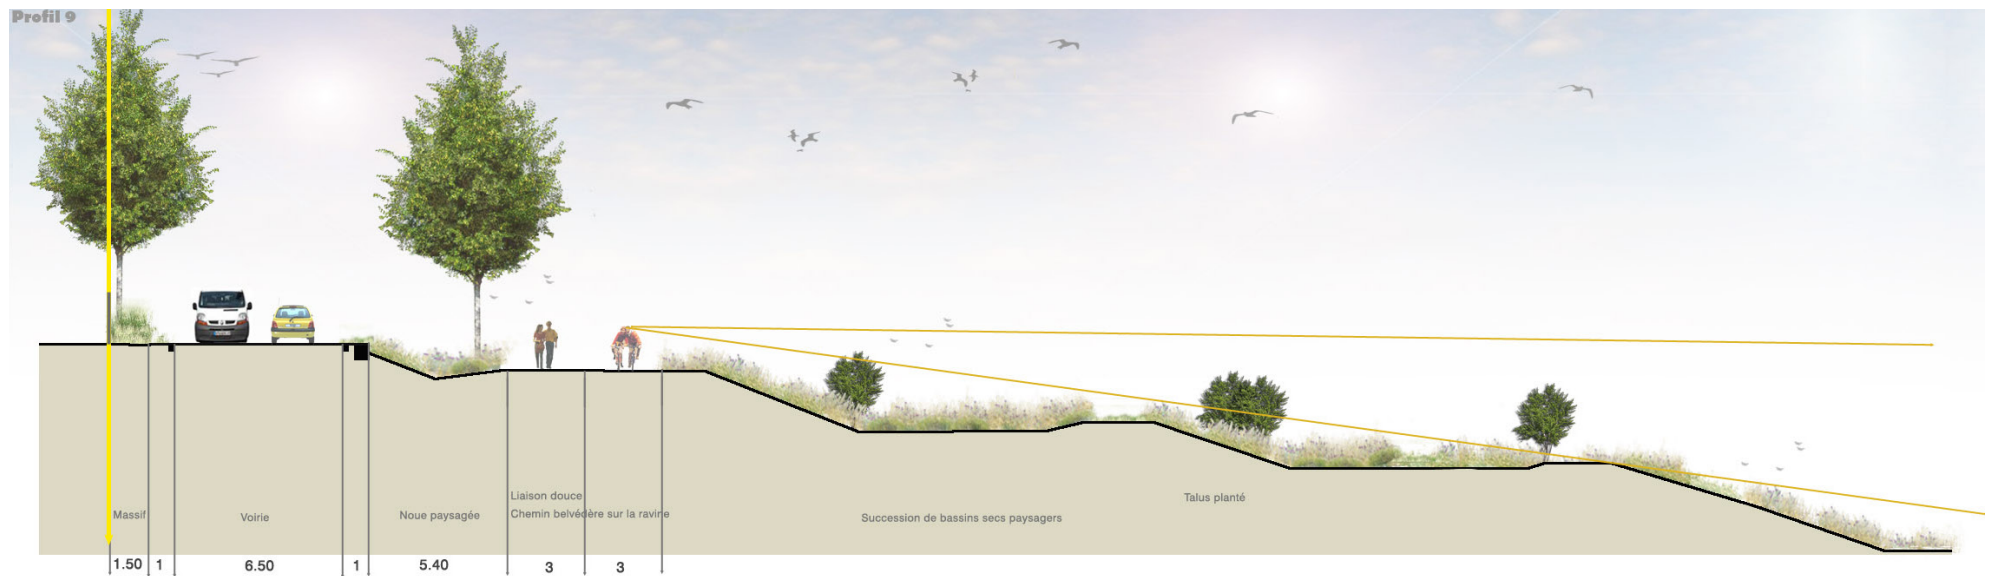 Profil 9
Liaison douce
Chemin belvédère sur la ravine
Massif
Voirie
Noue paysagée
Succession de bassins secs paysagers
Talus planté
1.50
1
6.50
1
5.40
3
3